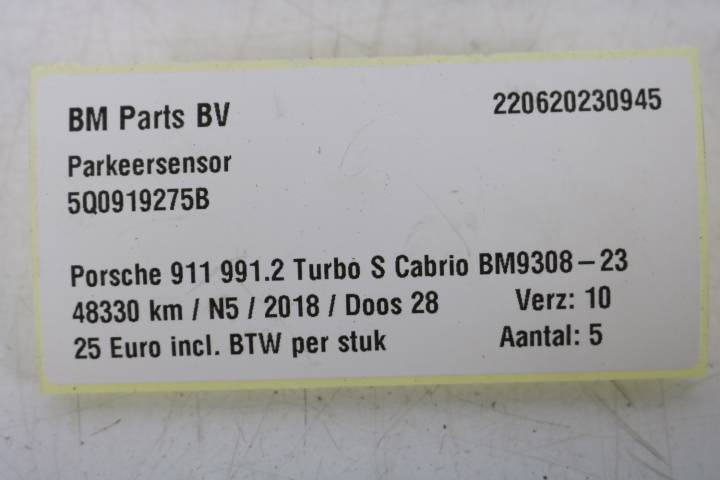 BM Parts BV 220620230945
Parkeersensor
5Q0919275B
Porsche 911 991.2 Turbo S Cabrio BM9308-23
48330 km / N5 / 2018 / Doos 28 Verz: 10
25 Euro incl. BTW per stuk Aantal: 5